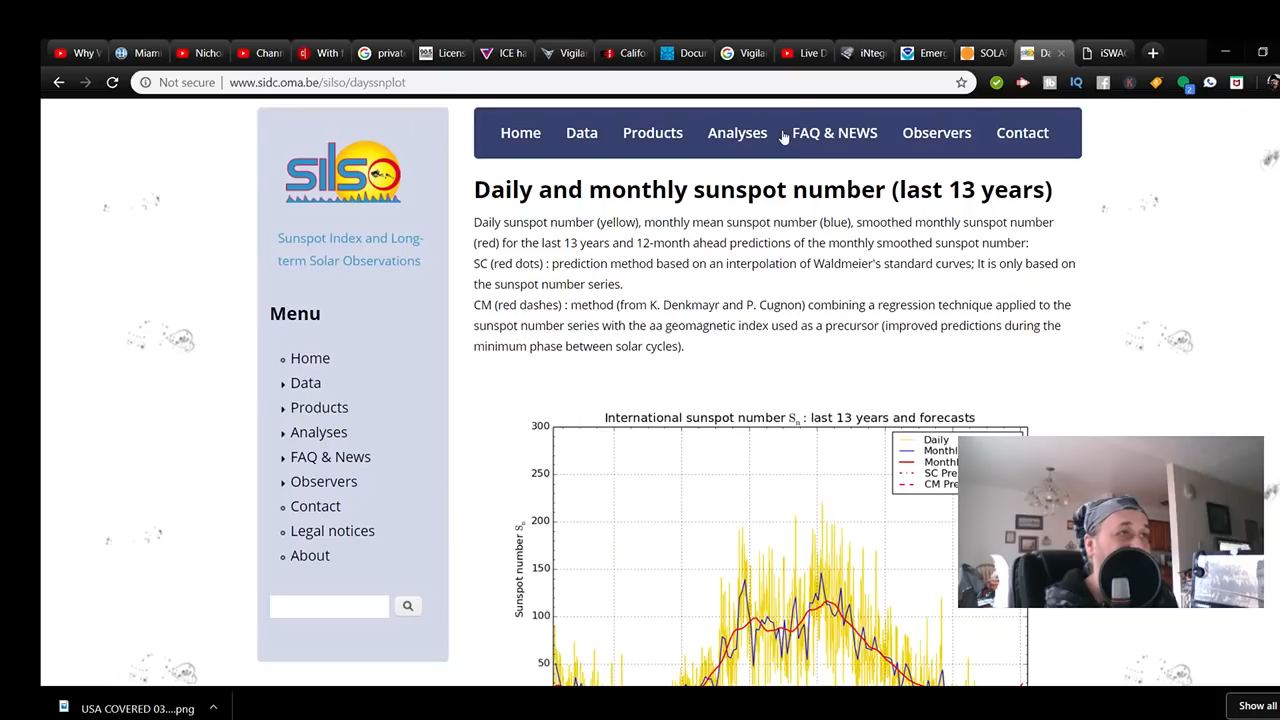 Why V
Miami
Nicho
Chann
With f
privat
Licens
ICE ha
Vigila
Califo
Docu
Vigila
Live D
iNteg
Emerg
SOLA
Da
iSWA
Not secure www.sidc.oma.be/silso/dayssnplot
silso
Sunspot Index and Long-
term Solar Observations
Menu
Home
Data
Products
Analyses
FAQ & News
Observers
Contact
Legal notices
About
Home Data Products Analyses FAQ & NEWS Observers Contact
Daily and monthly sunspot number (last 13 years)
Daily sunspot number (yellow), monthly mean sunspot number (blue), smoothed monthly sunspot number
(red) for the last 13 years and 12-month ahead predictions of the monthly smoothed sunspot number:
SC (red dots) : prediction method based on an interpolation of Waldmeier's standard curves; It is only based on
the sunspot number series.
CM (red dashes) : method (from K. Denkmayr and P. Cugnon) combining a regression technique applied to the
sunspot number series with the aa geomagnetic index used as a precursor (improved predictions during the
minimum phase between solar cycles).
International sunspot number Sn : last 13 years and forecasts
300
250
200
150
100
50
Sunspot number Sn
Daily
Monthl
Month
SC Pre
CM Pre
USA COVERED 03....png
Show all